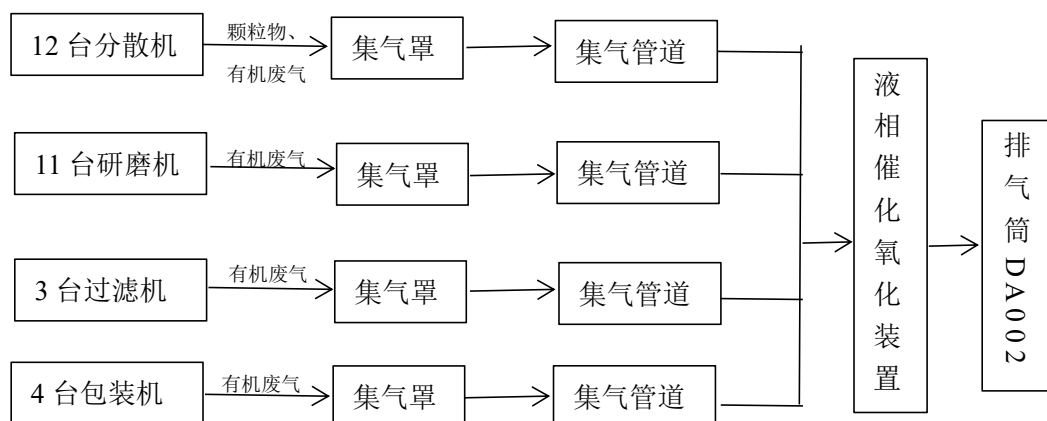 12 台分散机
颗粒物、
有机废气
集气罩
集气管道
11 台研磨机
有机废气
集气罩
集气管道
3 台过滤机
有机废气
集气罩
集气管道
4 台包装机
有机废气
集气罩
集气管道
液相催化氧化装置
排气筒 DA002